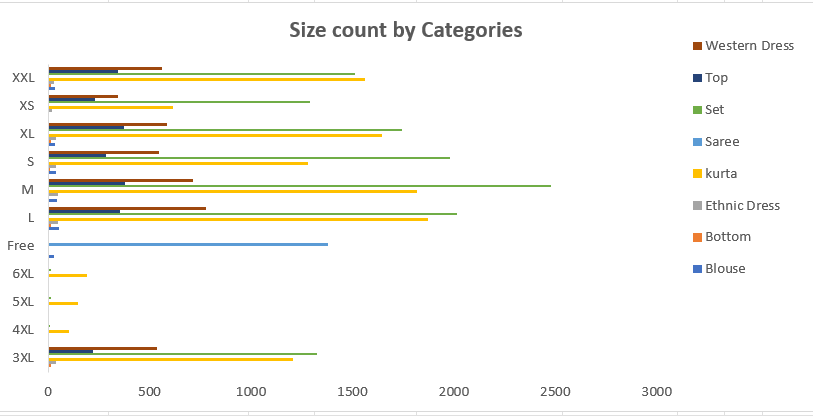 Size count by Categories
XXL
XS
XL
S
M
L
Free
6XL
5XL
4XL
3XL
0 500 1000 1500 2000 2500 3000
Western Dress
Top
Set
Saree
kurta
Ethnic Dress
Bottom
Blouse